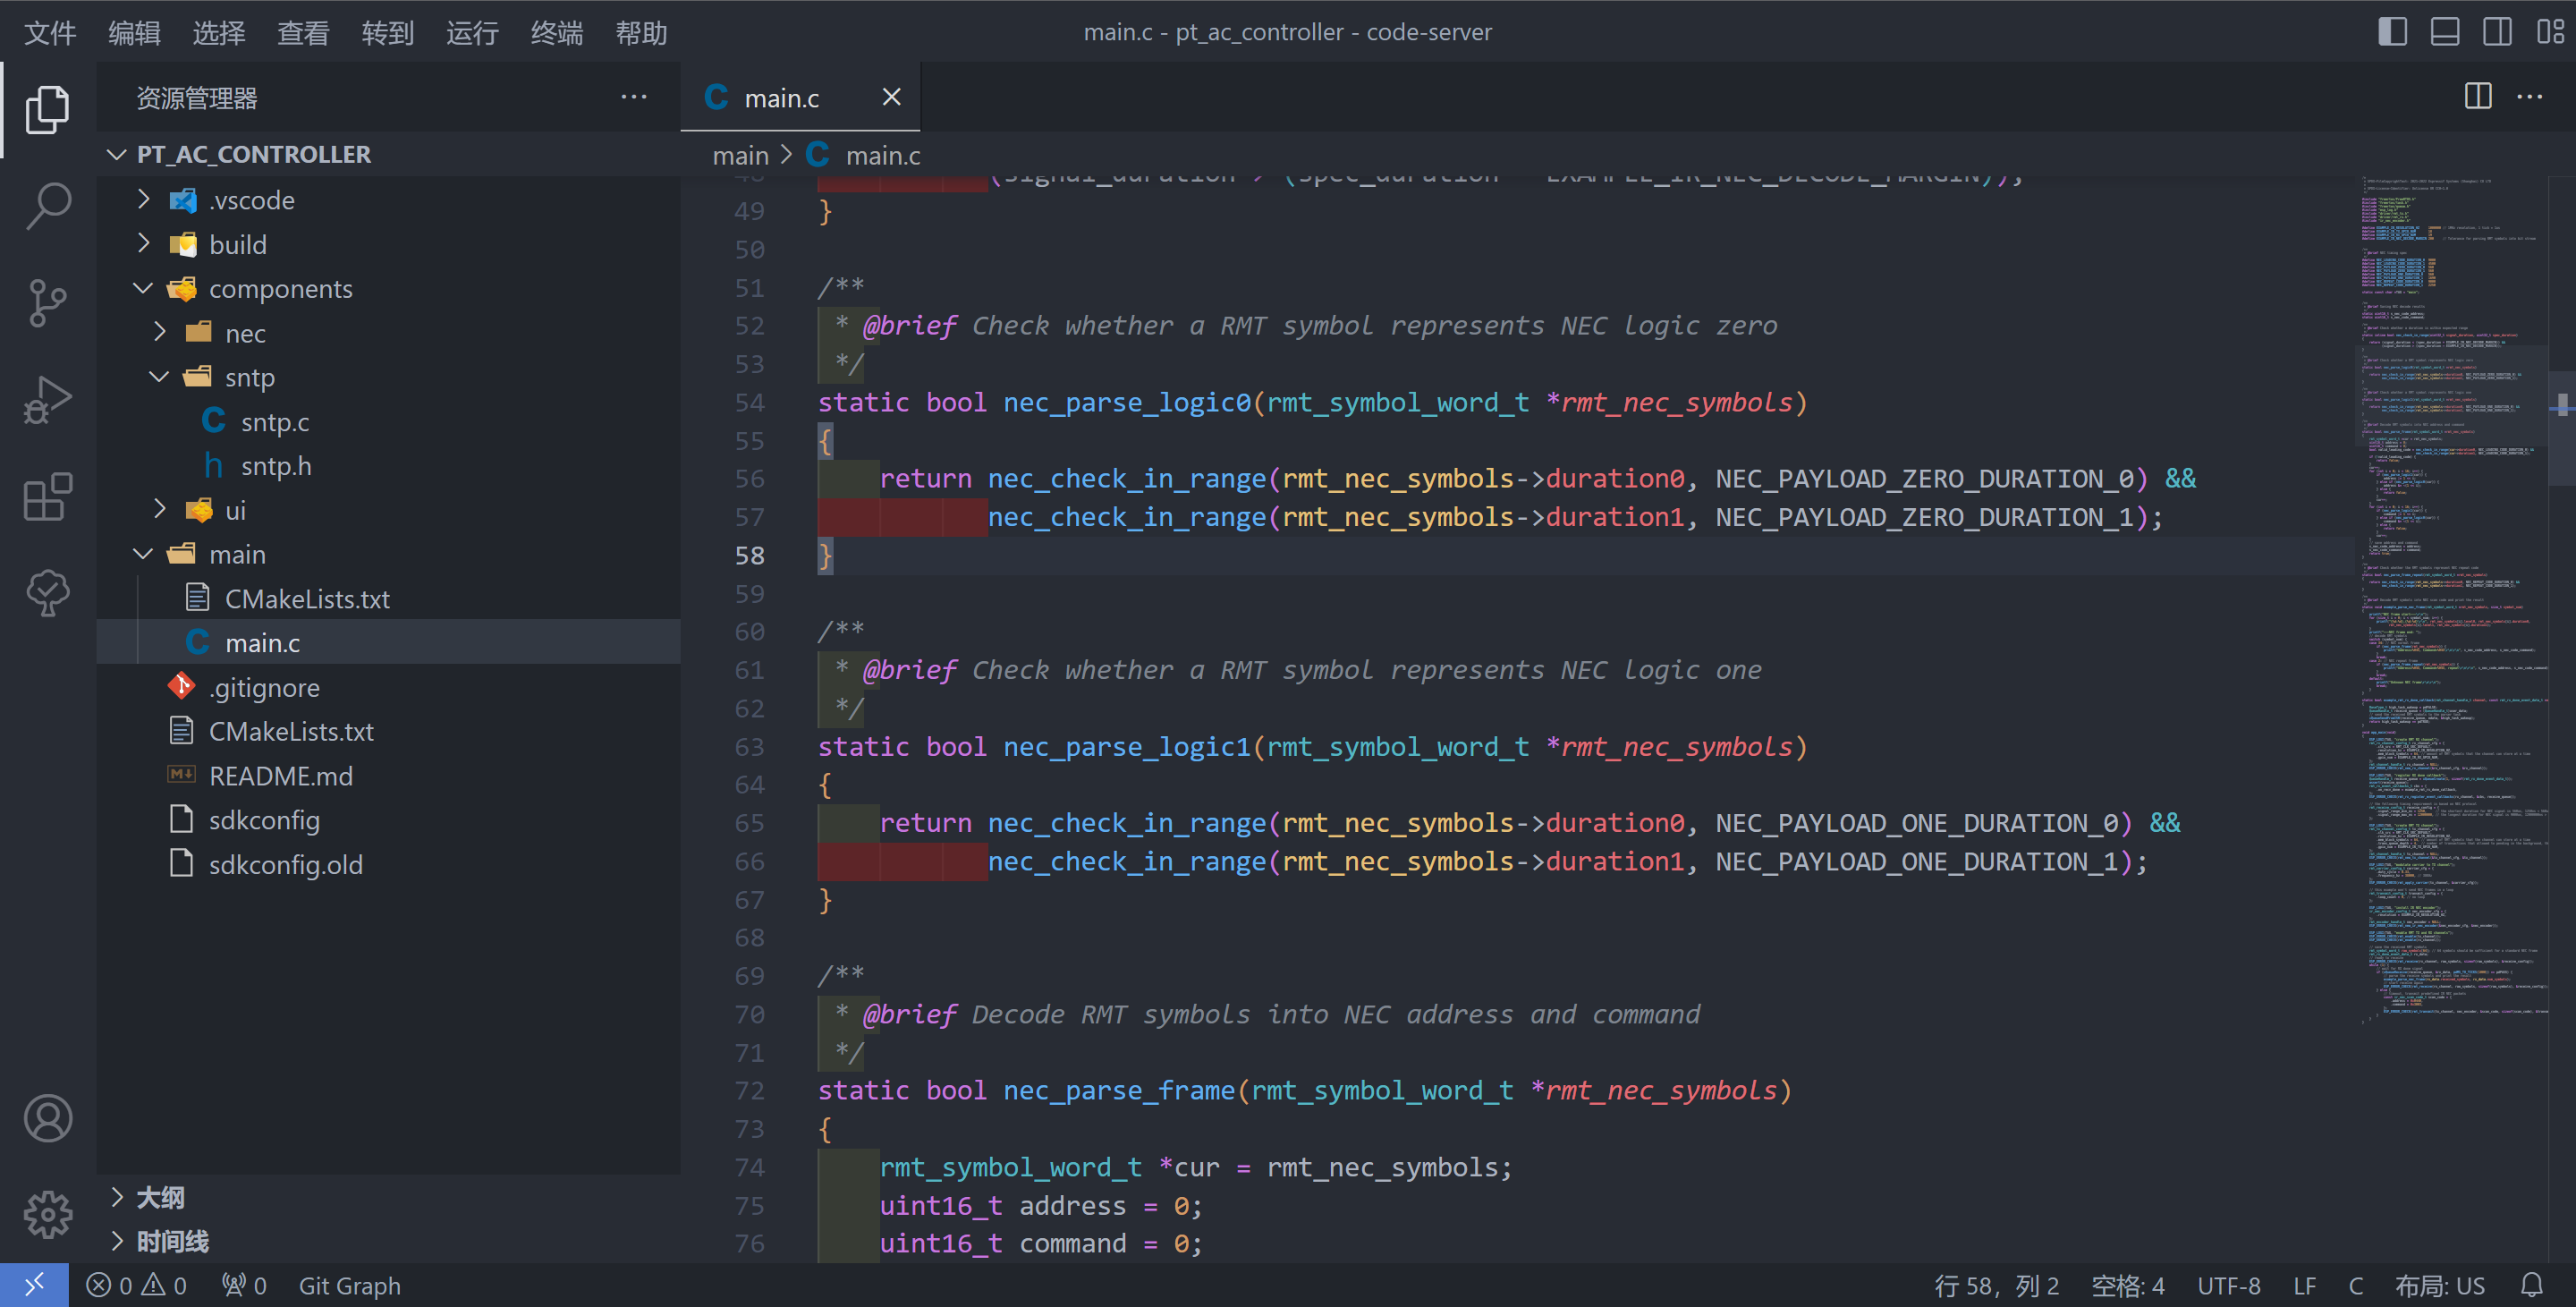 文件 编辑 选择 查看 转到 运行 终端 帮助
main.c - pt_ac_controller - code-server
资源管理器
main.c
PT_AC_CONTROLLER
.vscode
build
components
nec
sntp
sntp.c
sntp.h
ui
main
CMakeLists.txt
main.c
.gitignore
CMakeLists.txt
README.md
sdkconfig
sdkconfig.old
大纲
时间线
main > main.c
49 }
50
51 /**
52 * @brief Check whether a RMT symbol represents NEC logic zero
53 */
54 static bool nec_parse_logic0(rmt_symbol_word_t *rmt_nec_symbols)
55 {
56 return nec_check_in_range(rmt_nec_symbols->duration0, NEC_PAYLOAD_ZERO_DURATION_0) &&
57 nec_check_in_range(rmt_nec_symbols->duration1, NEC_PAYLOAD_ZERO_DURATION_1);
58 }
59
60 /**
61 * @brief Check whether a RMT symbol represents NEC logic one
62 */
63 static bool nec_parse_logic1(rmt_symbol_word_t *rmt_nec_symbols)
64 {
65 return nec_check_in_range(rmt_nec_symbols->duration0, NEC_PAYLOAD_ONE_DURATION_0) &&
66 nec_check_in_range(rmt_nec_symbols->duration1, NEC_PAYLOAD_ONE_DURATION_1);
67 }
68
69 /**
70 * @brief Decode RMT symbols into NEC address and command
71 */
72 static bool nec_parse_frame(rmt_symbol_word_t *rmt_nec_symbols)
73 {
74 rmt_symbol_word_t *cur = rmt_nec_symbols;
75 uint16_t address = 0;
76 uint16_t command = 0;
0 0 0 Git Graph
行 58，列 2 空格: 4 UTF-8 LF C 布局: US